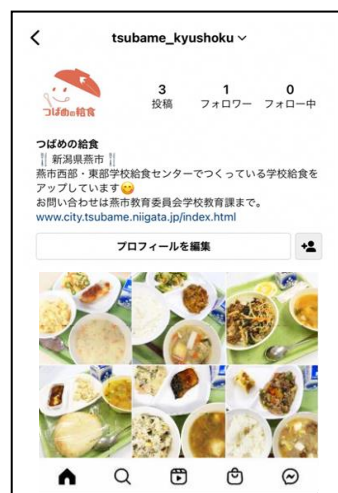 tsubame_kyushoku
つばめの給食
3
投稿
1
フォロワー
0
フォロー中
つばめの給食
新潟県燕市
燕市西部・東部学校給食センターでつくっている学校給食を
アップしています😋
お問い合わせは燕市教育委員会学校教育課まで。
www.city.tsubame.niigata.jp/index.html
プロフィールを編集